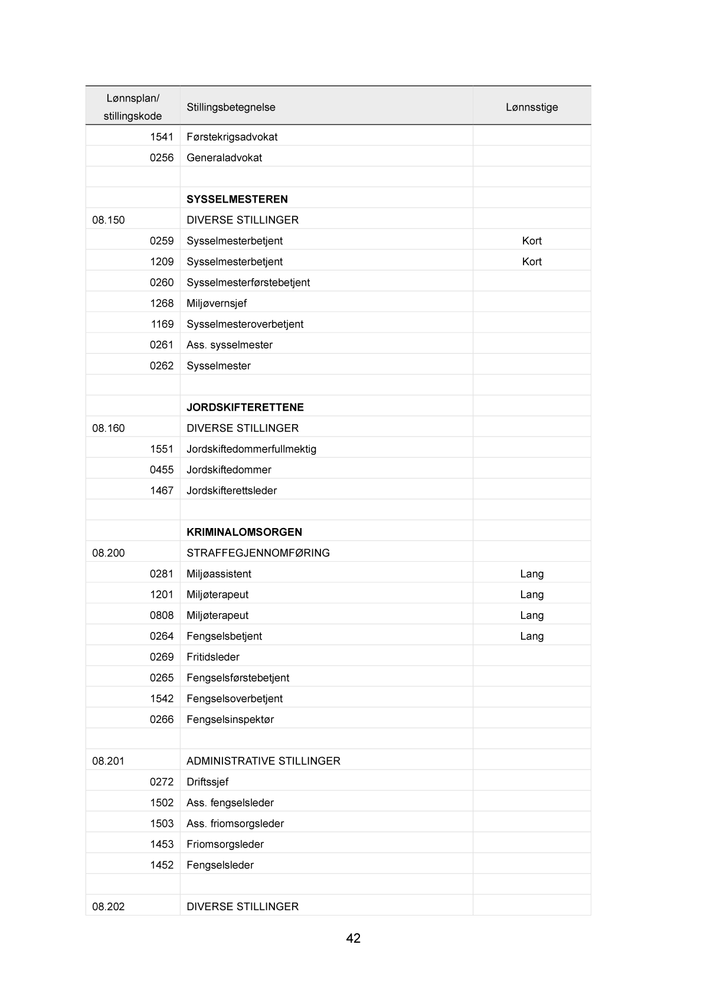 Lønnsplan/
stillingskode Stillingsbetegnelse Lønnsstige
1541 Førstekrigsadvokat
0256 Generaladvokat
SYSSELMESTEREN
08.150 DIVERSE STILLINGER
0259 Sysselmesterbetjent Kort
1209 Sysselmesterbetjent Kort
0260 Sysselmesterførstebetjent
1268 Miljøvernsjef
1169 Sysselmesteroverbetjent
0261 Ass. sysselmester
0262 Sysselmester
JORDSKIFTERETTENE
08.160 DIVERSE STILLINGER
1551 Jordskiftedommerfullmektig
0455 Jordskiftedommer
1467 Jordskifterettsleder
KRIMINALOMSORGEN
08.200 STRAFFEGJENNOMFØRING
0281 Miljøassistent Lang
1201 Miljøterapeut Lang
0808 Miljøterapeut Lang
0264 Fengselsbetjent Lang
0269 Fritidsleder
0265 Fengselsførstebetjent
1542 Fengselsoverbetjent
0266 Fengselsinspektør
08.201 ADMINISTRATIVE STILLINGER
0272 Driftssjef
1502 Ass. fengselsleder
1503 Ass. friomsorgsleder
1453 Friomsorgsleder
1452 Fengselsleder
08.202 DIVERSE STILLINGER
42